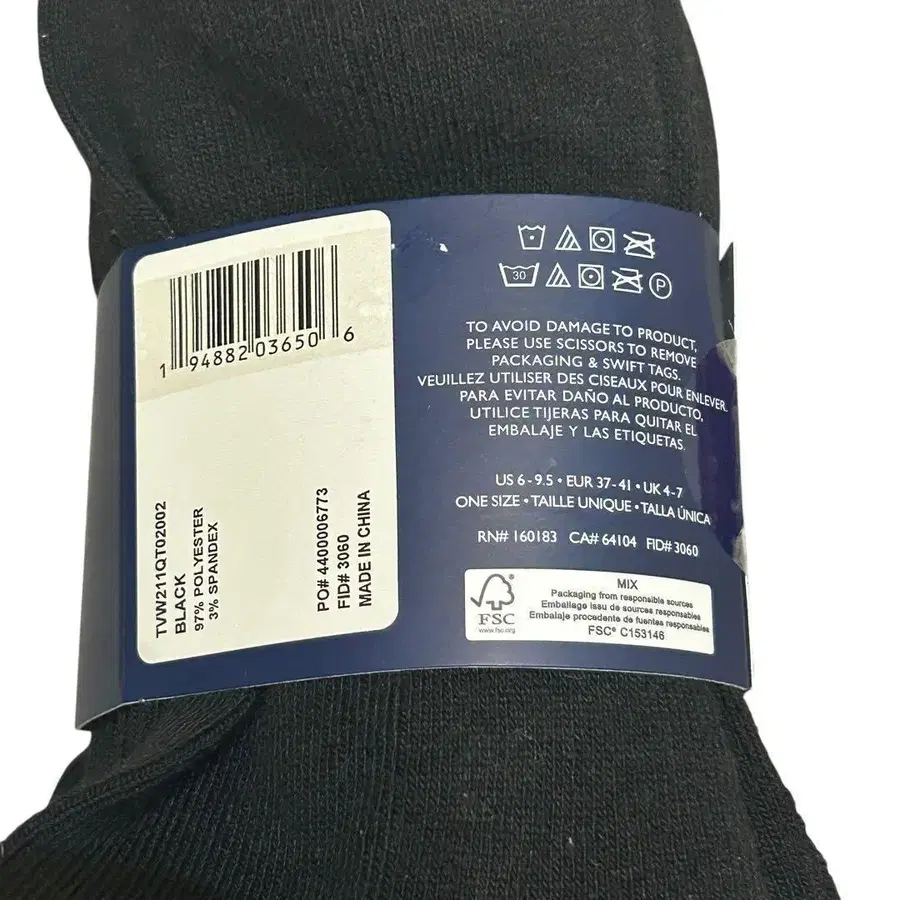 1 94882 03650 6
TVW211QT02002
BLACK
97% POLYESTER
3% SPANDEX
PO# 4400006773
FID# 3060
MADE IN CHINA
30
P
TO AVOID DAMAGE TO PRODUCT,
PLEASE USE SCISSORS TO REMOVE
PACKAGING & SWIFT TAGS.
VEUILLEZ UTILISER DES CISEAUX POUR ENLEVER.
PARA EVITAR DAÑO AL PRODUCTO,
UTILICE TIJERAS PARA QUITAR EL
EMBALAJE Y LAS ETIQUETAS.
US 6 - 9.5 • EUR 37- 41 • UK 4-7
ONE SIZE • TAILLE UNIQUE • TALLA ÚNICA
RN# 160183 CA# 64104 FID# 3060
FSC
www.fsc.org
MIX
Packaging from responsible sources
Emballage issu de sources responsables
Embalaje procedente de fuentes responsables
FSC® C153146